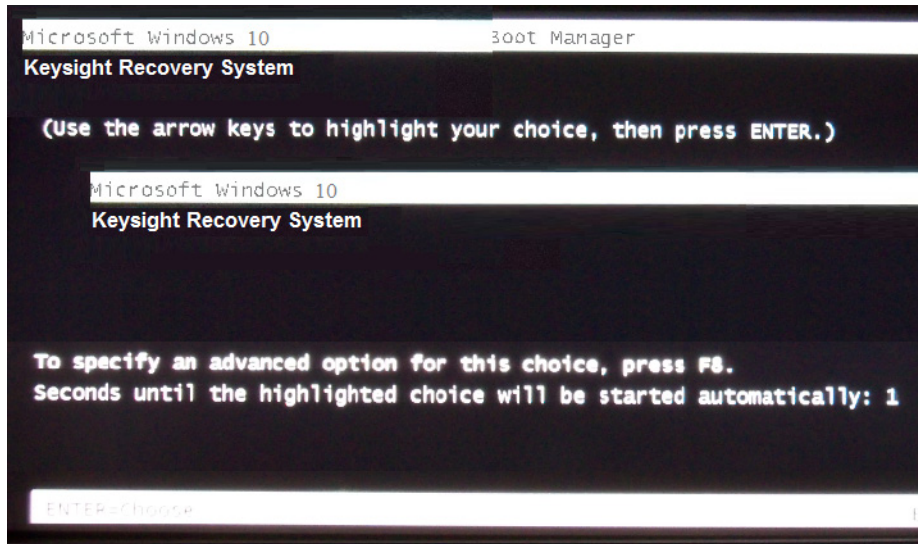 Microsoft Windows 10 Boot Manager
Keysight Recovery System
(Use the arrow keys to highlight your choice, then press ENTER.)
Microsoft Windows 10
Keysight Recovery System
To specify an advanced option for this choice, press F8.
Seconds until the highlighted choice will be started automatically: 1
ENTER=Choose